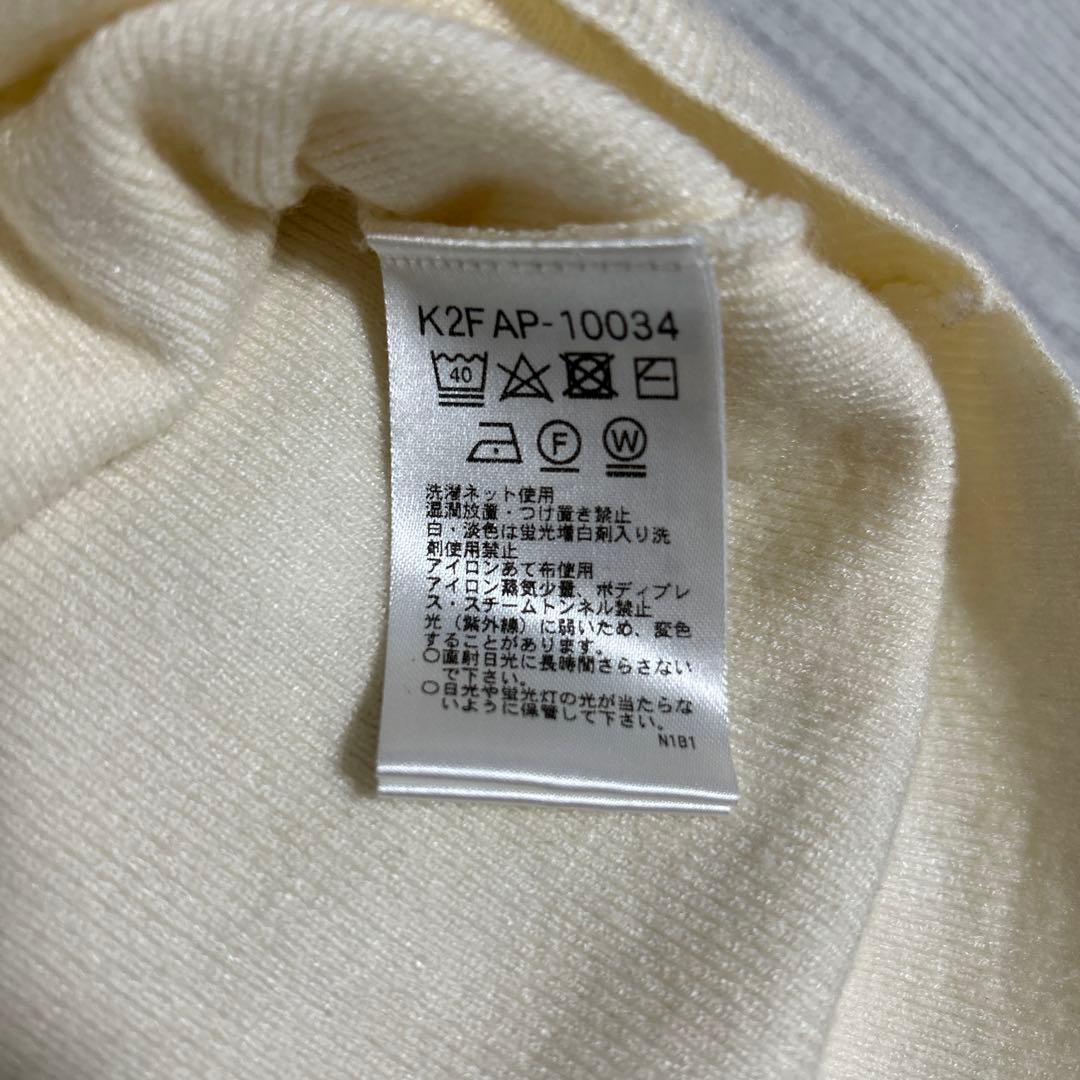 K2FAP-10034
40
F W
洗濯ネット使用
湿潤放置・つけ置き禁止
白・淡色は蛍光増白剤入り洗
剤使用禁止
アイロンあて布使用
アイロン蒸気少量、ボディプレ
ス・スチームトンネル禁止
光（紫外線）に弱いため、変色
することがあります。
○直射日光に長時間さらさない
で下さい。
○日光や蛍光灯の光が当たらな
いように保管して下さい。
N1B1